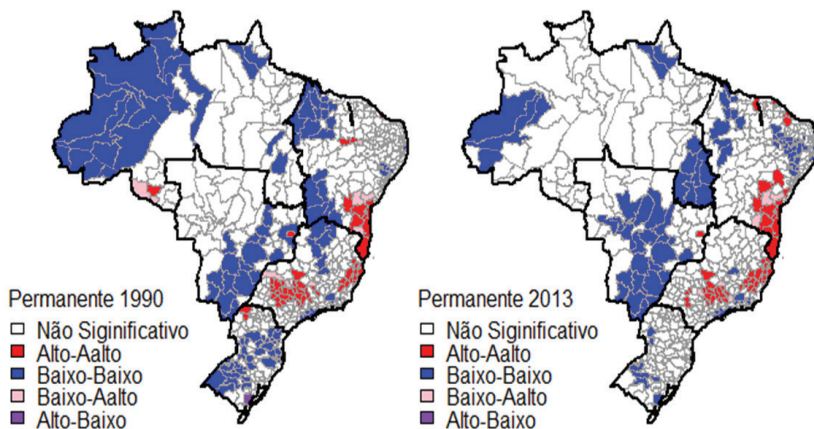 Permanente 1990
Não Siginificativo
Alto-Aalto
Baixo-Baixo
Baixo-Aalto
Alto-Baixo
Permanente 2013
Não Siginificativo
Alto-Aalto
Baixo-Baixo
Baixo-Aalto
Alto-Baixo